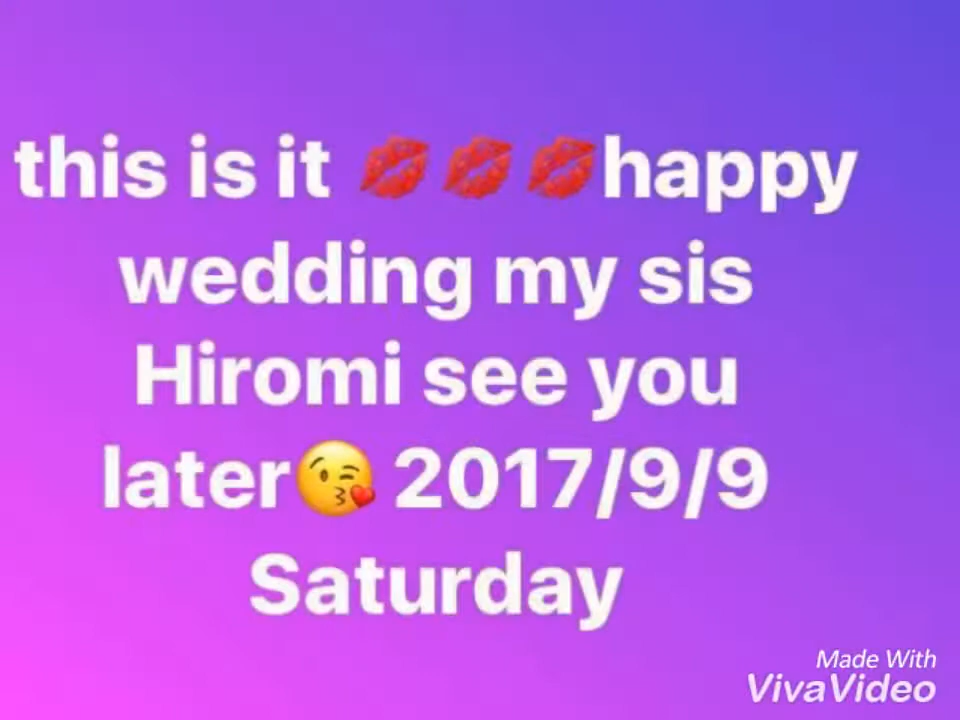 this is it 💋💋💋happy
wedding my sis
Hiromi see you
later😘 2017/9/9
Saturday
Made With
VivaVideo